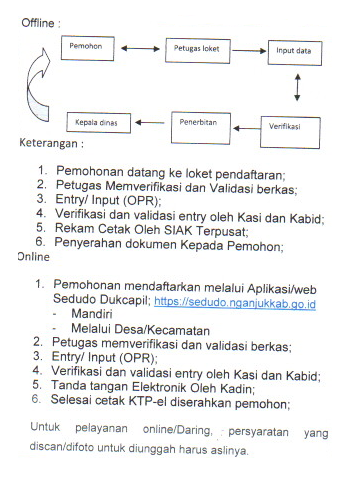 Offline :
Pemohon
Petugas loket
Input data
Kepala dinas
Penerbitan
Verifikasi
Keterangan :
1. Pemohonan datang ke loket pendaftaran;
2. Petugas Memverifikasi dan Validasi berkas;
3. Entry/ Input (OPR);
4. Verifikasi dan validasi entry oleh Kasi dan Kabid;
5. Rekam Cetak Oleh SIAK Terpusat;
6. Penyerahan dokumen Kepada Pemohon;
Online
1. Pemohonan mendaftarkan melalui Aplikasi/web
Sedudo Dukcapil; https://sedudo.nganjukkab.go.id
- Mandiri
- Melalui Desa/Kecamatan
2. Petugas memverifikasi dan validasi berkas;
3. Entry/ Input (OPR);
4. Verifikasi dan validasi entry oleh Kasi dan Kabid;
5. Tanda tangan Elektronik Oleh Kadin;
6. Selesai cetak KTP-el diserahkan pemohon;
Untuk pelayanan online/Daring, persyaratan yang
discan/difoto untuk diunggah harus aslinya.